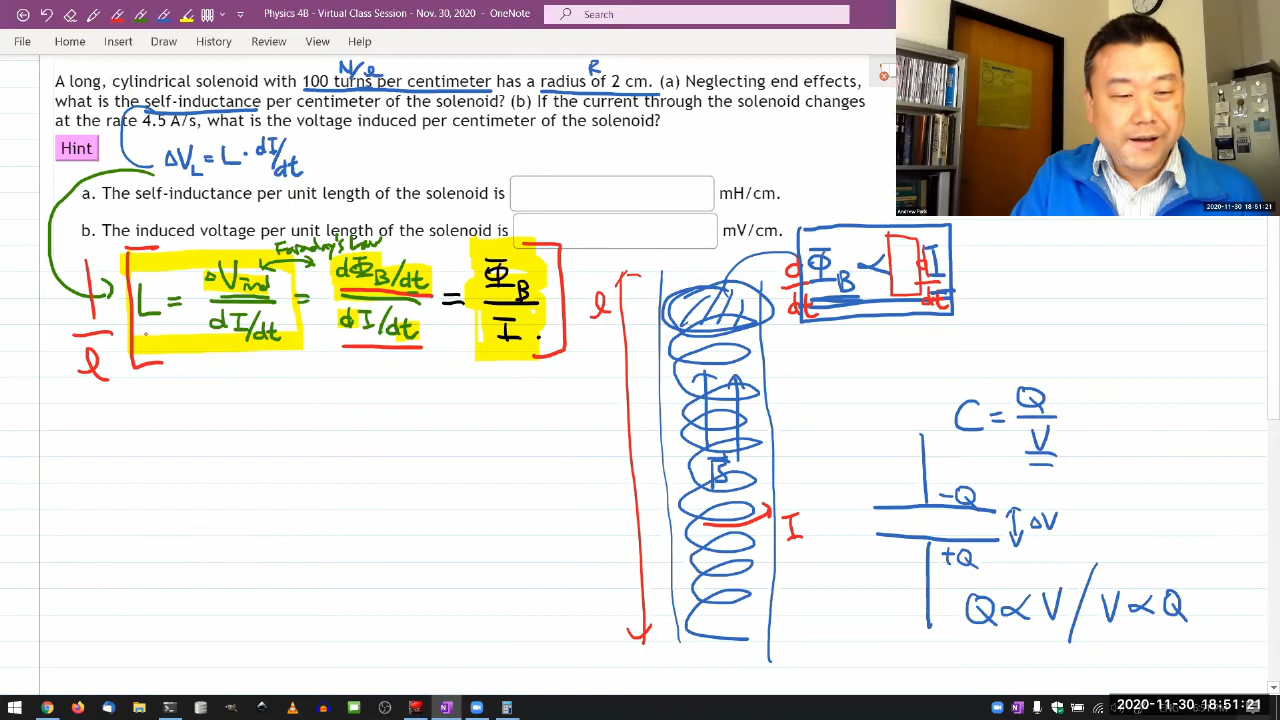 Physics 4B - Virtual Class Session - Nov. 30, 2020 - OneNote
Search
File Home Insert Draw History Review View Help
N/ℓ
R
A long, cylindrical solenoid with 100 turns per centimeter has a radius of 2 cm. (a) Neglecting end effects,
what is the self-inductance per centimeter of the solenoid? (b) If the current through the solenoid changes
at the rate 4.5 A/s, what is the voltage induced per centimeter of the solenoid?
Hint
ΔV_L = L · dI/dt
a. The self-inductance per unit length of the solenoid is mH/cm.
b. The induced voltage per unit length of the solenoid is mV/cm.
Faraday's Law
1/ℓ [ L = ΔV_ind / dI/dt = dΦ_B/dt / dI/dt = Φ_B / I ]
ℓ
d/dt Φ_B ∝ dI/dt
B
I
C = Q/V
-Q
ΔV
+Q
Q ∝ V / V ∝ Q
Andrew Park
2020-11-30 18:51:21
2020-11-30 18:51:21